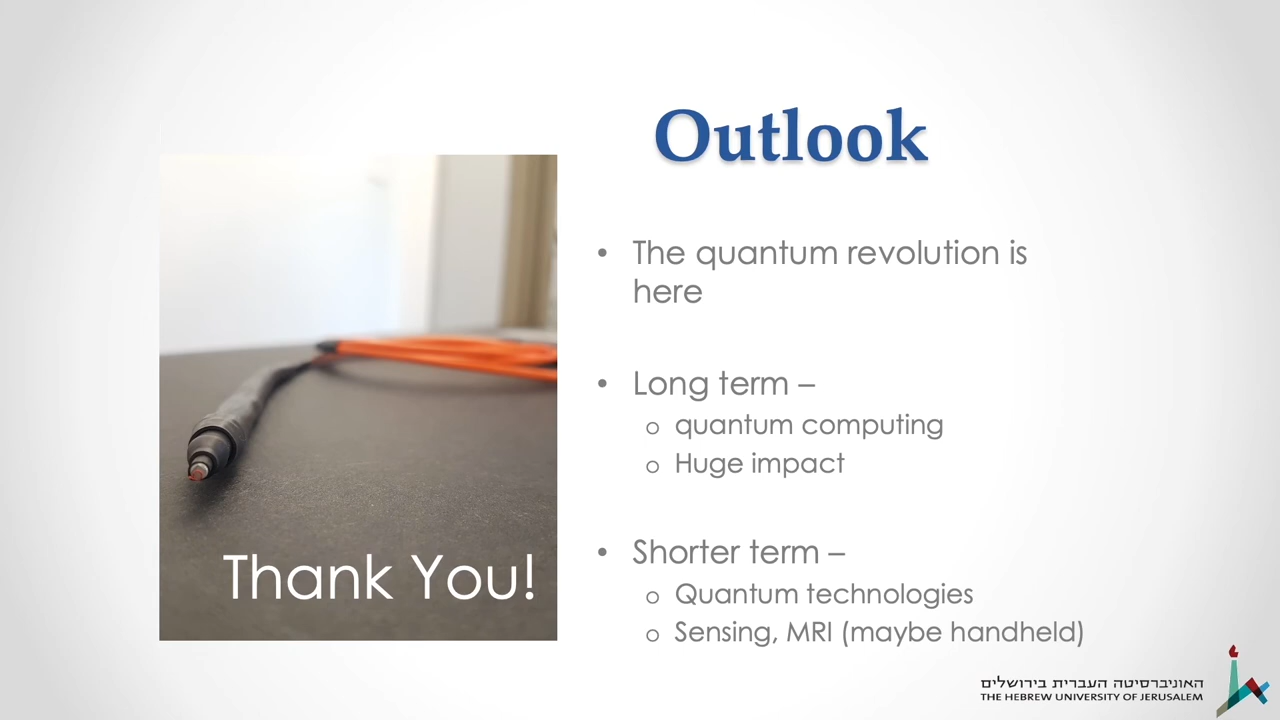 Outlook
• The quantum revolution is
here
• Long term –
o quantum computing
o Huge impact
• Shorter term –
o Quantum technologies
o Sensing, MRI (maybe handheld)
Thank You!
האוניברסיטה העברית בירושלים
THE HEBREW UNIVERSITY OF JERUSALEM